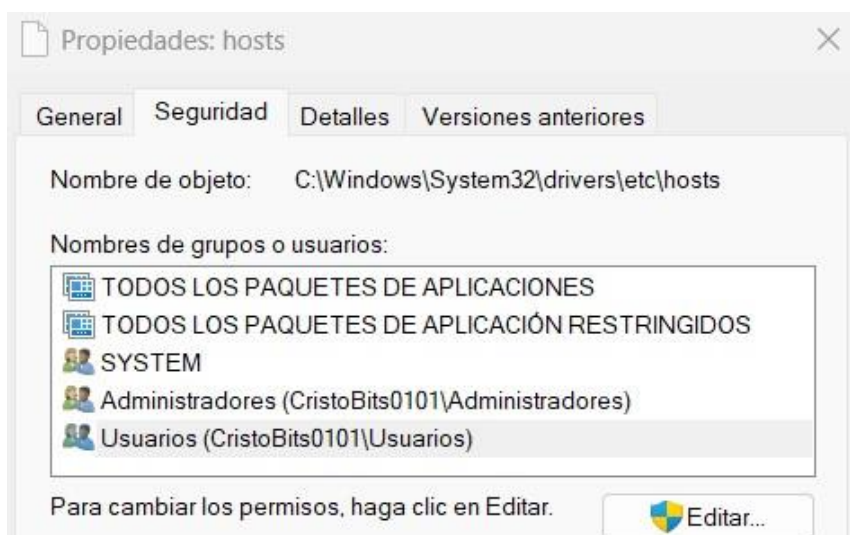 Propiedades: hosts
General Seguridad Detalles Versiones anteriores
Nombre de objeto: C:\Windows\System32\drivers\etc\hosts
Nombres de grupos o usuarios:
TODOS LOS PAQUETES DE APLICACIONES
TODOS LOS PAQUETES DE APLICACIÓN RESTRINGIDOS
SYSTEM
Administradores (CristoBits0101\Administradores)
Usuarios (CristoBits0101\Usuarios)
Para cambiar los permisos, haga clic en Editar. Editar...